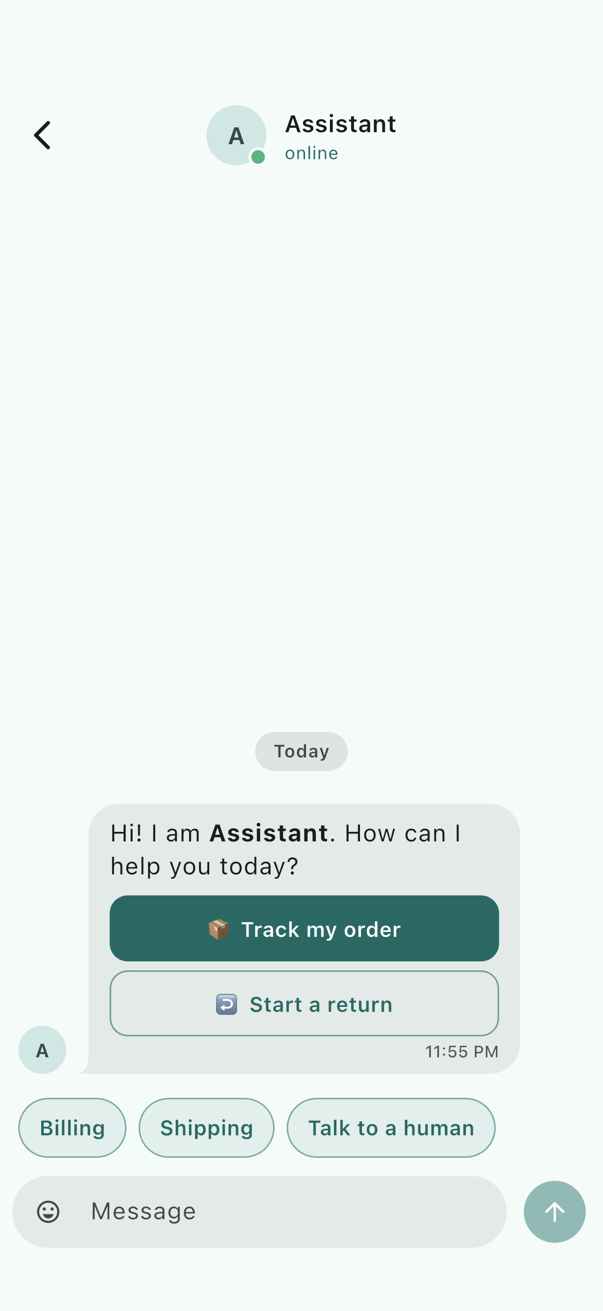 A
Assistant
online
Today
Hi! I am Assistant. How can I
help you today?
📦 Track my order
↩️ Start a return
11:55 PM
A
Billing
Shipping
Talk to a human
Message